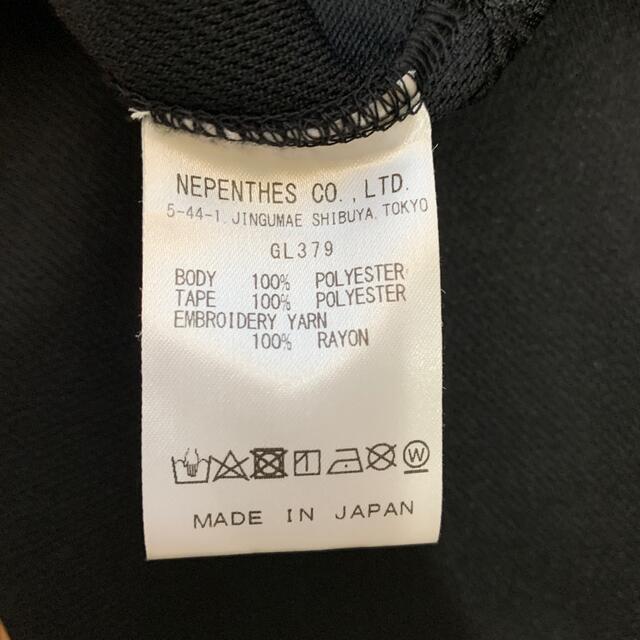 NEPENTHES CO.,LTD.
5-44-1. JINGUMAE SHIBUYA. TOKYO
GL379
BODY 100% POLYESTER
TAPE 100% POLYESTER
EMBROIDERY YARN
100% RAYON
W
MADE IN JAPAN